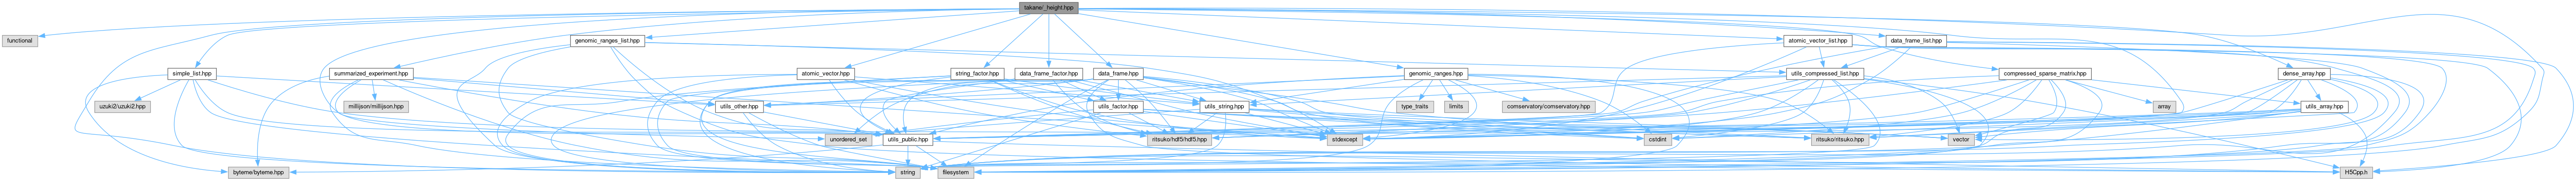 takane/_height.hpp
functional
genomic_ranges_list.hpp
atomic_vector_list.hpp
data_frame_list.hpp
simple_list.hpp
summarized_experiment.hpp
atomic_vector.hpp
string_factor.hpp
data_frame_factor.hpp
data_frame.hpp
genomic_ranges.hpp
utils_compressed_list.hpp
compressed_sparse_matrix.hpp
dense_array.hpp
uzuki2/uzuki2.hpp
millijson/millijson.hpp
utils_other.hpp
utils_factor.hpp
utils_string.hpp
type_traits
limits
comservatory/comservatory.hpp
array
utils_array.hpp
unordered_set
utils_public.hpp
ritsuko/hdf5/hdf5.hpp
stdexcept
cstdint
ritsuko/ritsuko.hpp
vector
byteme/byteme.hpp
string
filesystem
H5Cpp.h